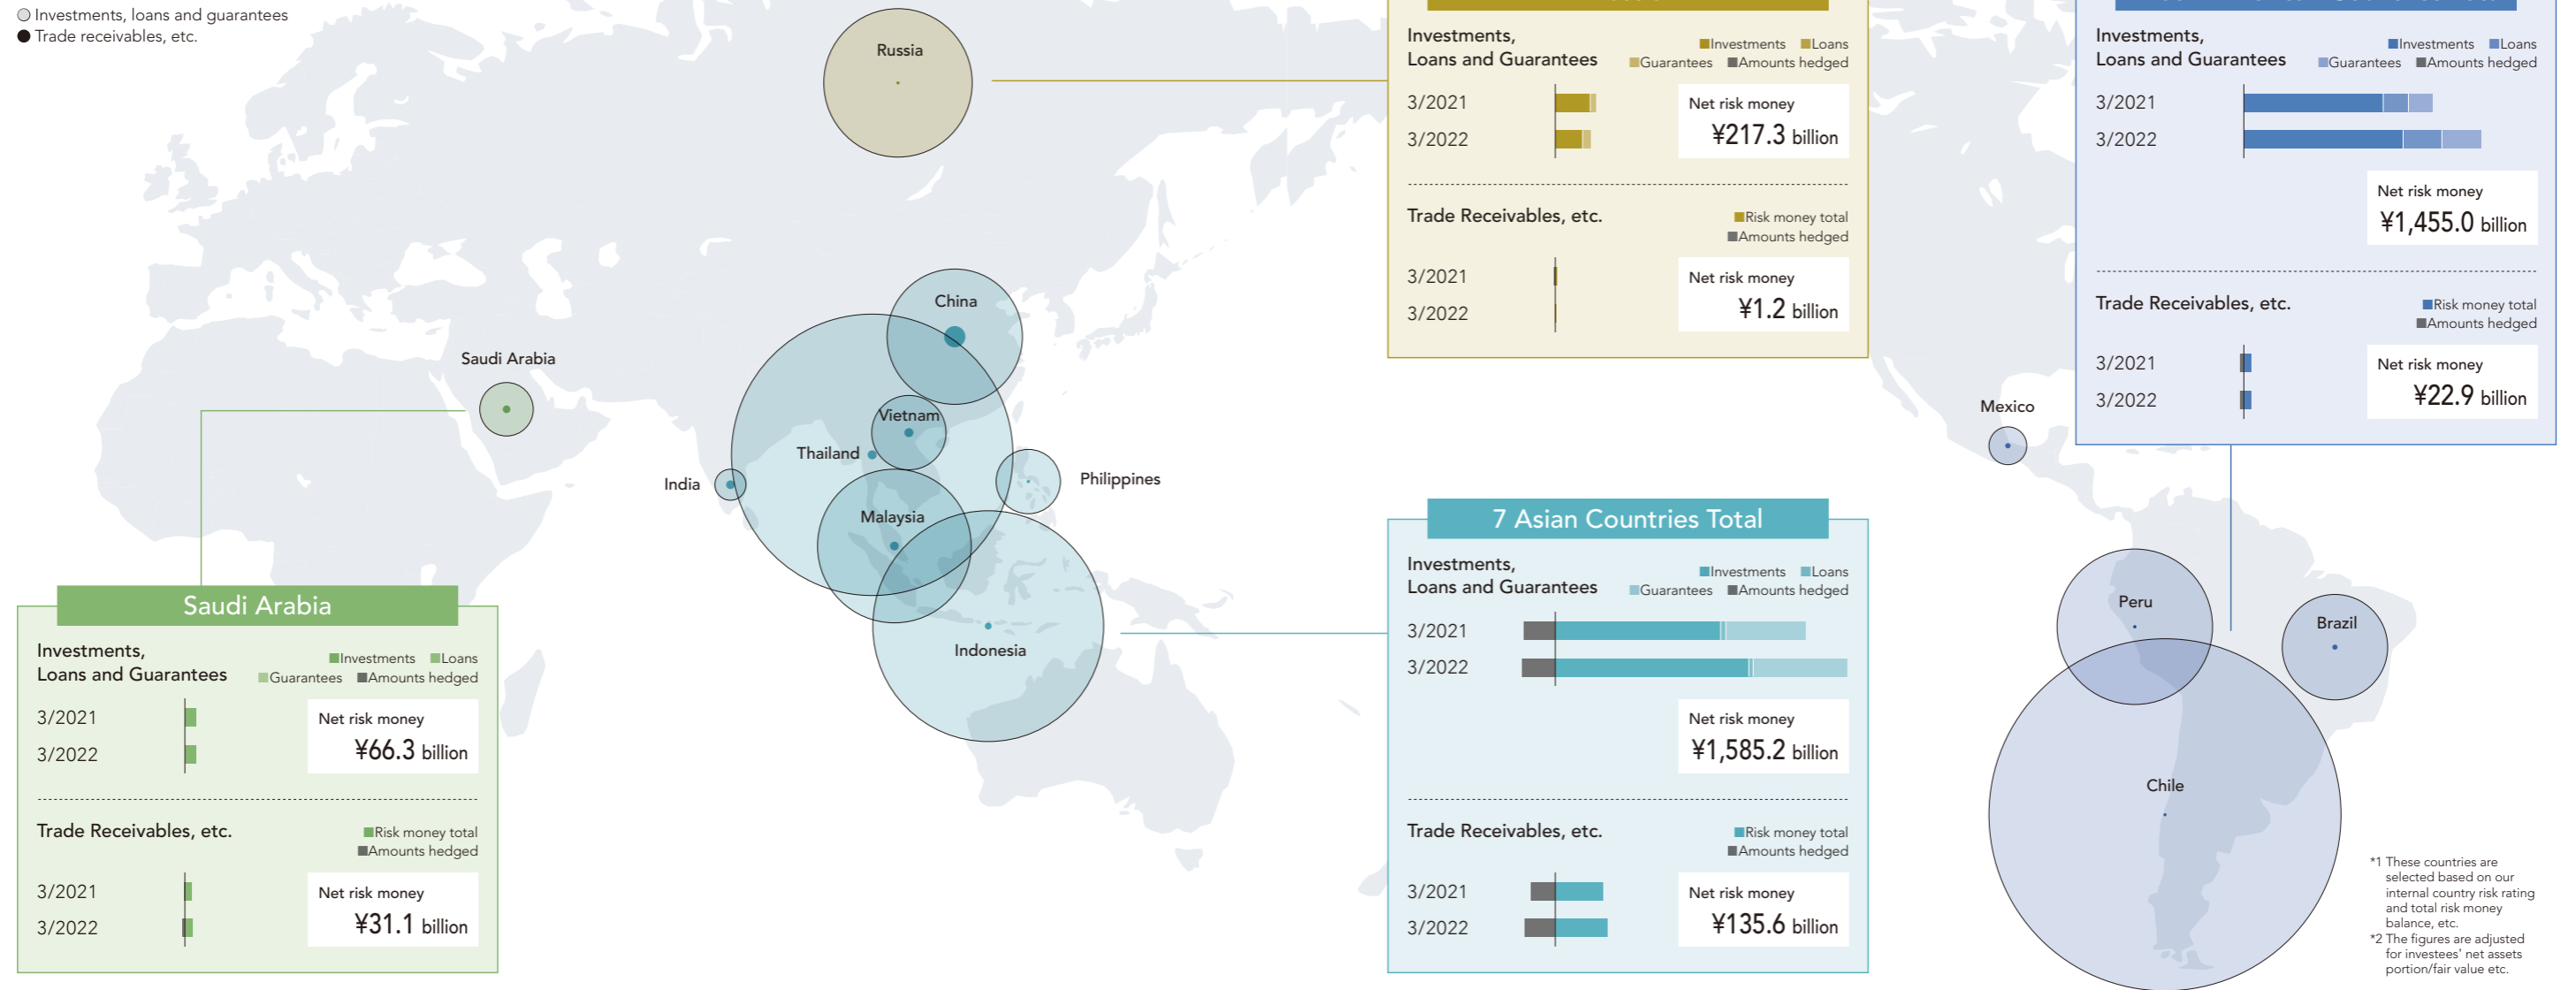 Investments, loans and guarantees
Trade receivables, etc.
Russia
China
Saudi Arabia
Vietnam
Thailand
India
Philippines
Malaysia
Indonesia
Mexico
Peru
Brazil
Chile
Investments,
Loans and Guarantees
Investments Loans
Guarantees Amounts hedged
3/2021
3/2022
Net risk money
¥217.3 billion
Trade Receivables, etc.
Risk money total
Amounts hedged
3/2021
3/2022
Net risk money
¥1.2 billion
Investments,
Loans and Guarantees
Investments Loans
Guarantees Amounts hedged
3/2021
3/2022
Net risk money
¥1,455.0 billion
Trade Receivables, etc.
Risk money total
Amounts hedged
3/2021
3/2022
Net risk money
¥22.9 billion
Saudi Arabia
Investments,
Loans and Guarantees
Investments Loans
Guarantees Amounts hedged
3/2021
3/2022
Net risk money
¥66.3 billion
Trade Receivables, etc.
Risk money total
Amounts hedged
3/2021
3/2022
Net risk money
¥31.1 billion
7 Asian Countries Total
Investments,
Loans and Guarantees
Investments Loans
Guarantees Amounts hedged
3/2021
3/2022
Net risk money
¥1,585.2 billion
Trade Receivables, etc.
Risk money total
Amounts hedged
3/2021
3/2022
Net risk money
¥135.6 billion
*1 These countries are
selected based on our
internal country risk rating
and total risk money
balance, etc.
*2 The figures are adjusted
for investees' net assets
portion/fair value etc.